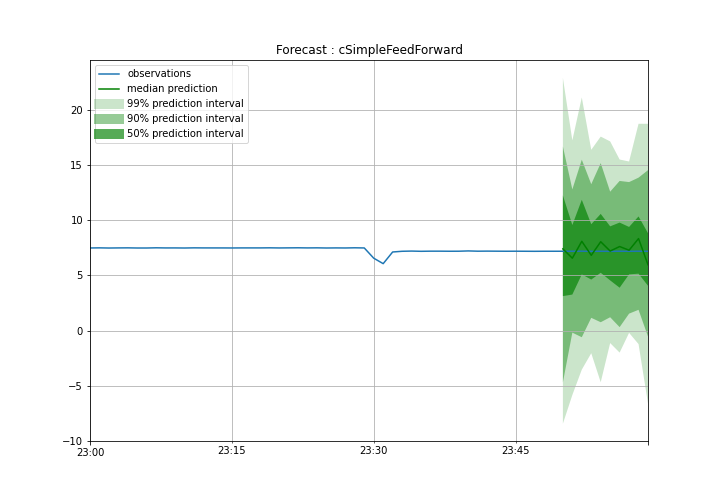 Forecast : cSimpleFeedForward
observations
median prediction
99% prediction interval
90% prediction interval
50% prediction interval
20
15
10
5
0
−5
−10
23:00
23:15
23:30
23:45